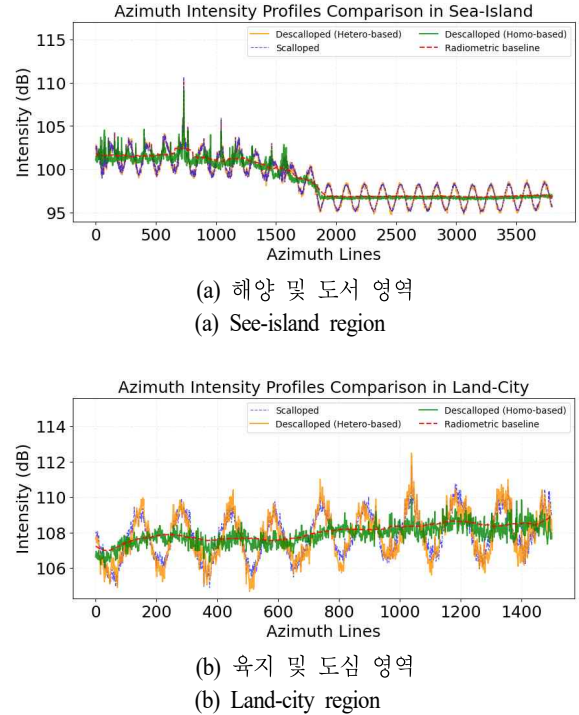 Azimuth Intensity Profiles Comparison in Sea-Island
Descalloped (Hetero-based)
Descalloped (Homo-based)
Scalloped
Radiometric baseline
Intensity (dB)
115
110
105
100
95
0 500 1000 1500 2000 2500 3000 3500
Azimuth Lines
(a) 해양 및 도서 영역
(a) See-island region
Azimuth Intensity Profiles Comparison in Land-City
Scalloped
Descalloped (Homo-based)
Descalloped (Hetero-based)
Radiometric baseline
Intensity (dB)
114
112
110
108
106
0 200 400 600 800 1000 1200 1400
Azimuth Lines
(b) 육지 및 도심 영역
(b) Land-city region